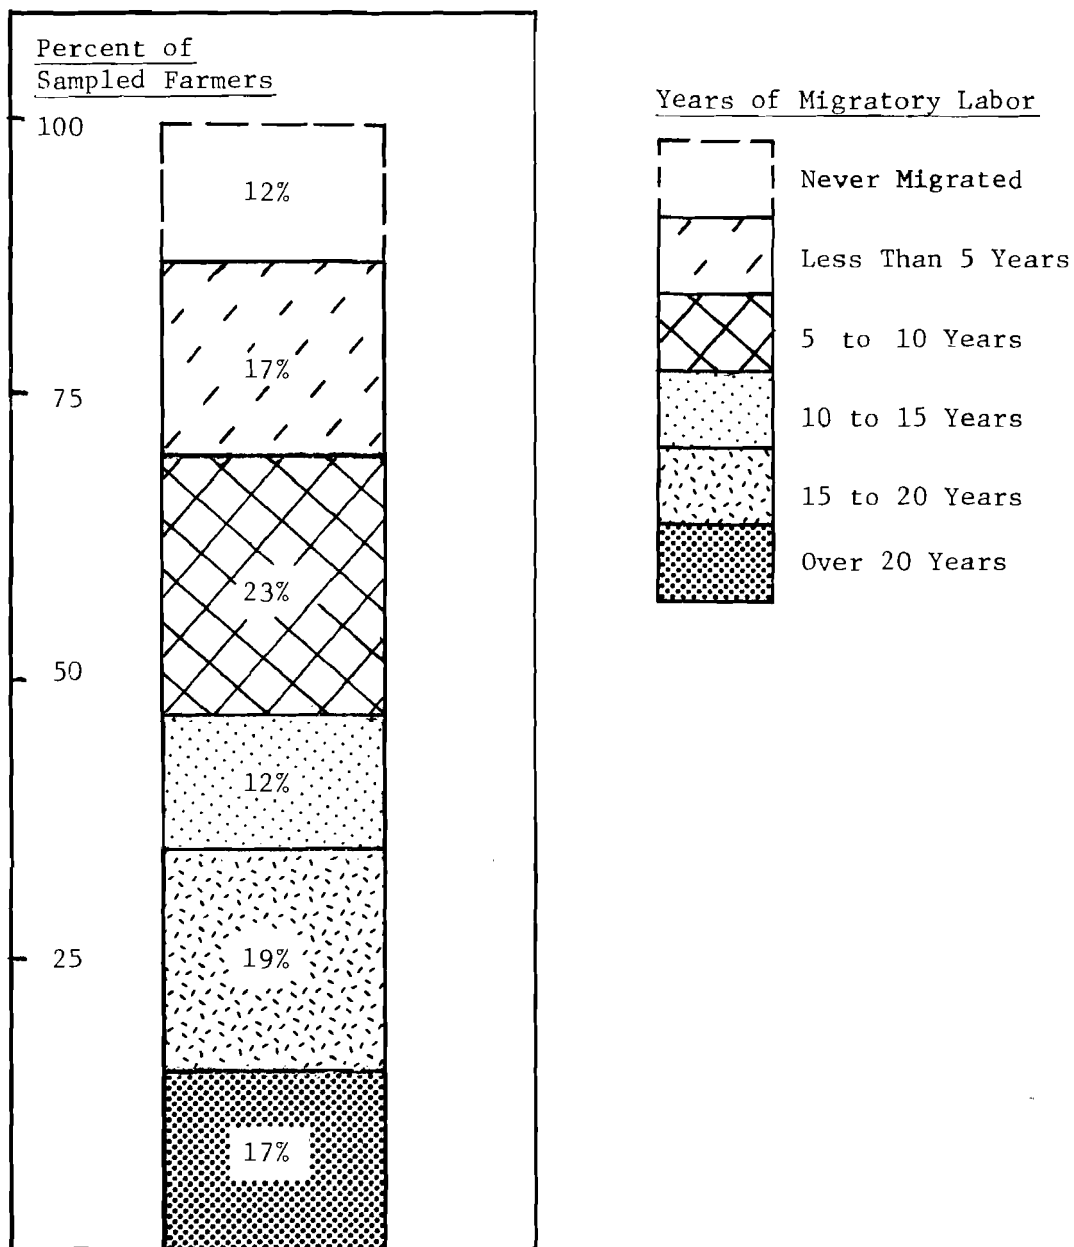 Percent of
Sampled Farmers
100
12%
17%
75
23%
50
12%
25
19%
17%
Years of Migratory Labor
Never Migrated
Less Than 5 Years
5 to 10 Years
10 to 15 Years
15 to 20 Years
Over 20 Years